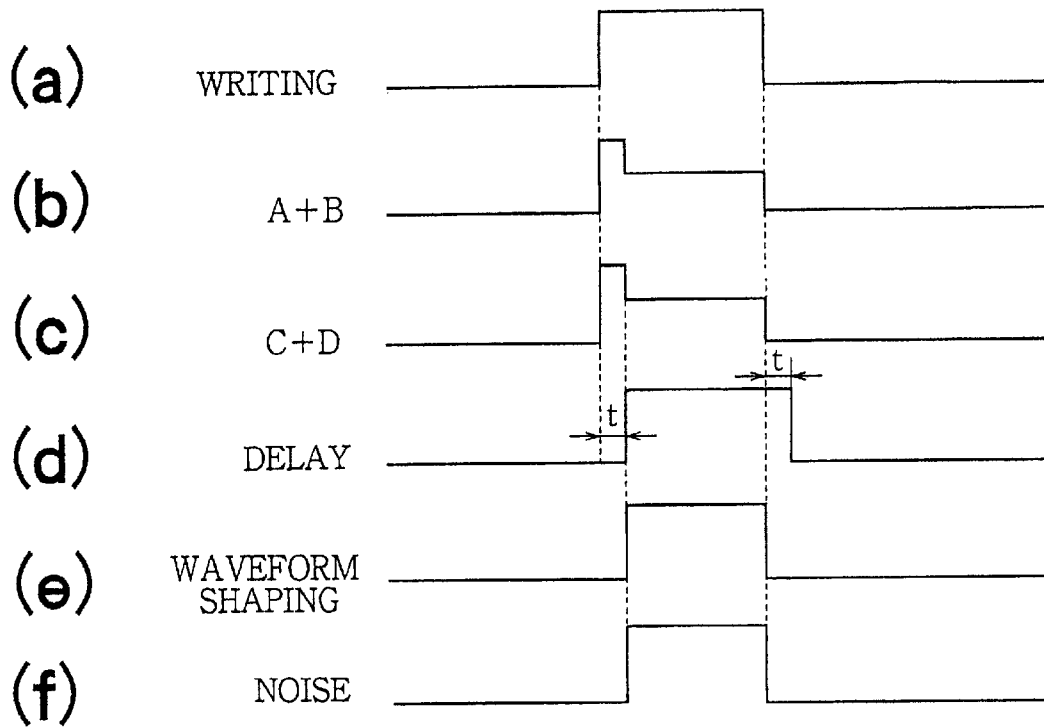 (a) WRITING
(b) A+B
(c) C+D
t
t
(d) DELAY
(e) WAVEFORM
SHAPING
(f) NOISE